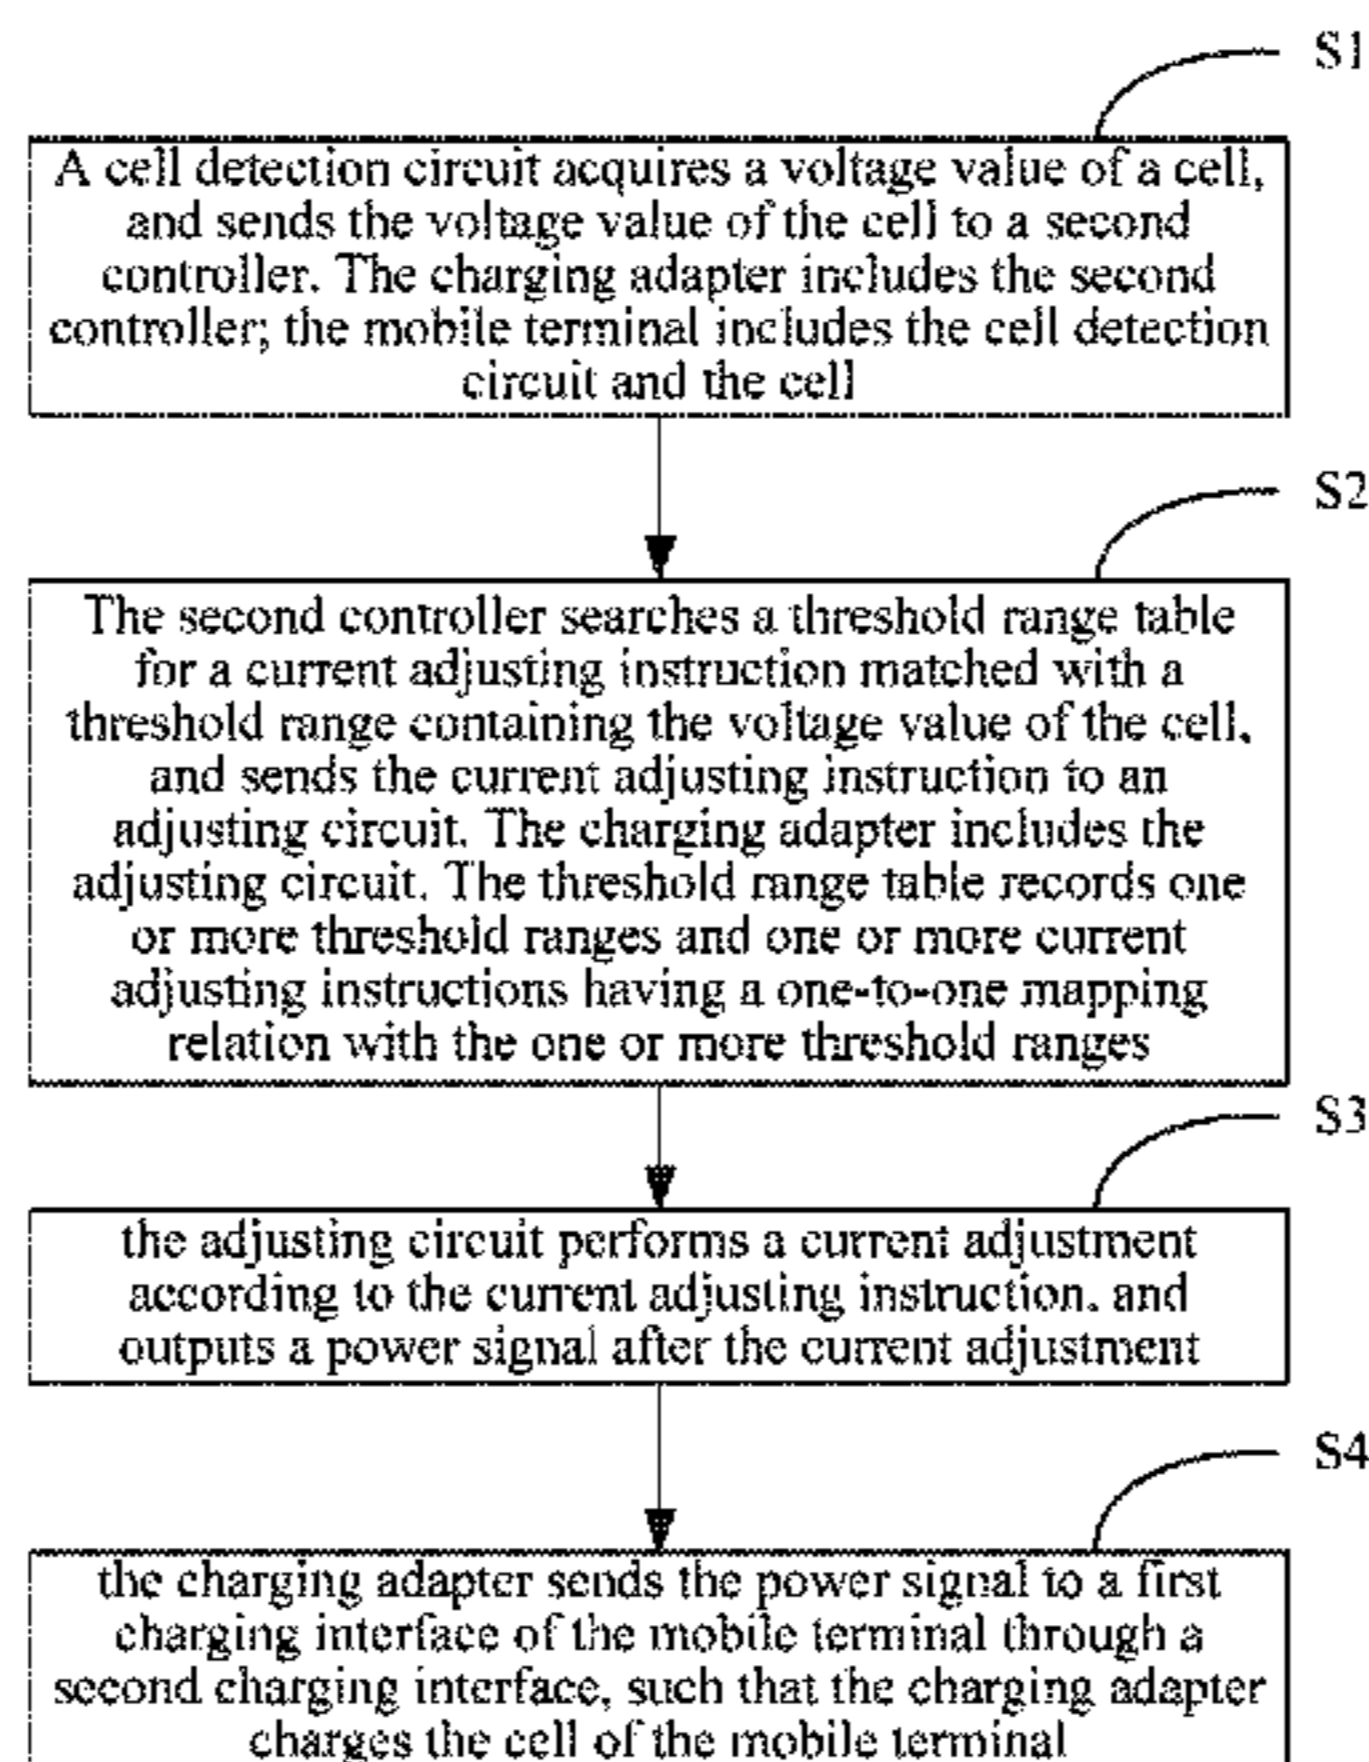 S1
A cell detection circuit acquires a voltage value of a cell,
and sends the voltage value of the cell to a second
controller. The charging adapter includes the second
controller; the mobile terminal includes the cell detection
circuit and the cell
S2
The second controller searches a threshold range table
for a current adjusting instruction matched with a
threshold range containing the voltage value of the cell,
and sends the current adjusting instruction to an
adjusting circuit. The charging adapter includes the
adjusting circuit. The threshold range table records one
or more threshold ranges and one or more current
adjusting instructions having a one-to-one mapping
relation with the one or more threshold ranges
S3
the adjusting circuit performs a current adjustment
according to the current adjusting instruction, and
outputs a power signal after the current adjustment
S4
the charging adapter sends the power signal to a first
charging interface of the mobile terminal through a
second charging interface, such that the charging adapter
charges the cell of the mobile terminal